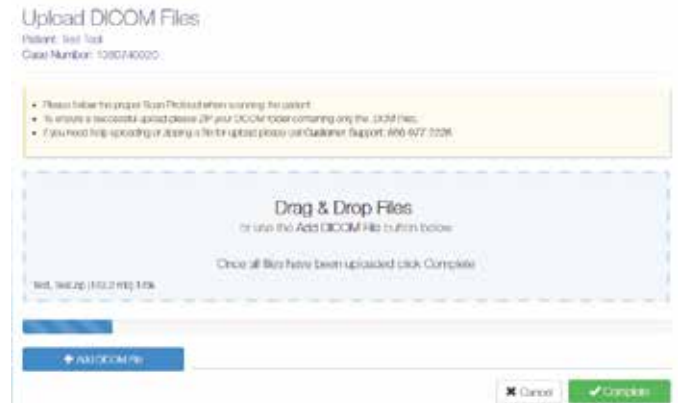 Upload DICOM Files
Patient: Test Test
Case Number:
Please follow the proper Scan Protocol when scanning the patient
To ensure a successful upload please ZIP your DICOM folder containing only the .DCM files.
If you need help uploading or zipping a file for upload please call Customer Support:
Drag & Drop Files
or use the Add DICOM File button below
Once all files have been uploaded click Complete
Add DICOM File
Cancel
Complete